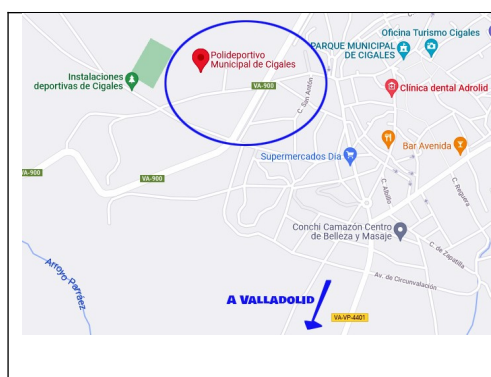 Oficina Turismo Cigales
Polideportivo
Municipal de Cigales
PARQUE MUNICIPAL
DE CIGALES
Instalaciones
deportivas de Cigales
VA-900
C. San Antón
Clínica dental Adrolid
Bar Avenida
Supermercados Dia
VA-900
VA-900
C. Albillo
C. Reguera
Conchi Camazón Centro
de Belleza y Masaje
C. de Zapatilla
Arroyo Parráez
Av. de Circunvalación
A VALLADOLID
VA-VP-4401